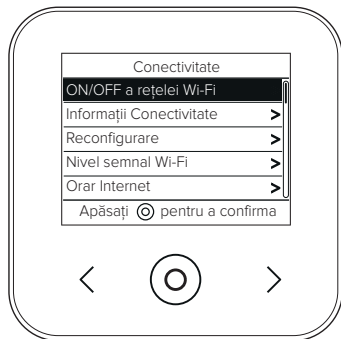 Conectivitate
ON/OFF a rețelei Wi-Fi
Informații Conectivitate >
Reconfigurare >
Nivel semnal Wi-Fi >
Orar Internet >
Apăsați ◎ pentru a confirma